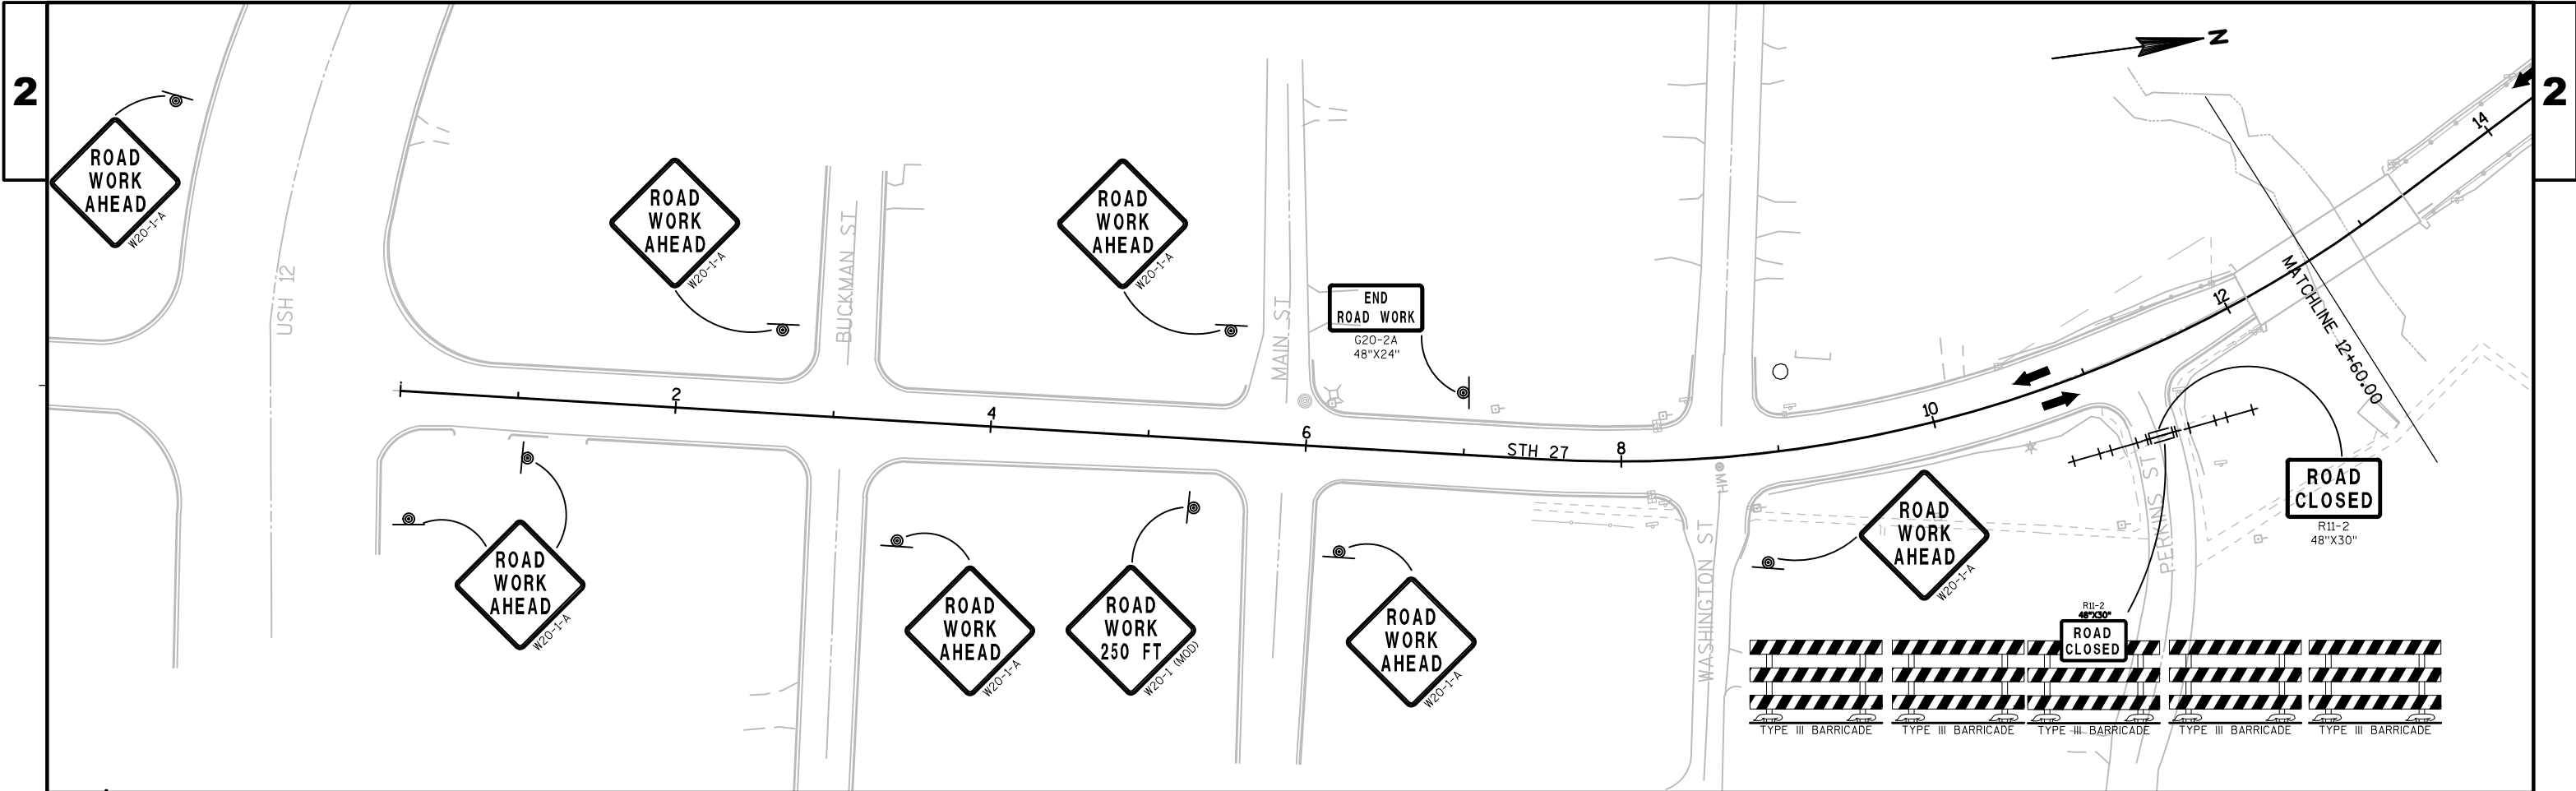 2
2
N
ROAD
WORK
AHEAD
W20-1-A
USH 12
ROAD
WORK
AHEAD
W20-1-A
BUCKMAN ST
ROAD
WORK
AHEAD
W20-1-A
MAIN ST
END
ROAD WORK
G20-2A
48"X24"
14
12
MATCHLINE 12+60.00
2
4
6
8
10
STH 27
MH
ROAD
WORK
AHEAD
W20-1-A
ROAD
WORK
AHEAD
W20-1-A
ROAD
WORK
250 FT
W20-1 (MOD)
ROAD
WORK
AHEAD
W20-1-A
WASHINGTON ST
ROAD
WORK
AHEAD
W20-1-A
PERKINS ST
ROAD
CLOSED
R11-2
48"X30"
R11-2
48"X30"
ROAD
CLOSED
TYPE III BARRICADE
TYPE III BARRICADE
TYPE III BARRICADE
TYPE III BARRICADE
TYPE III BARRICADE